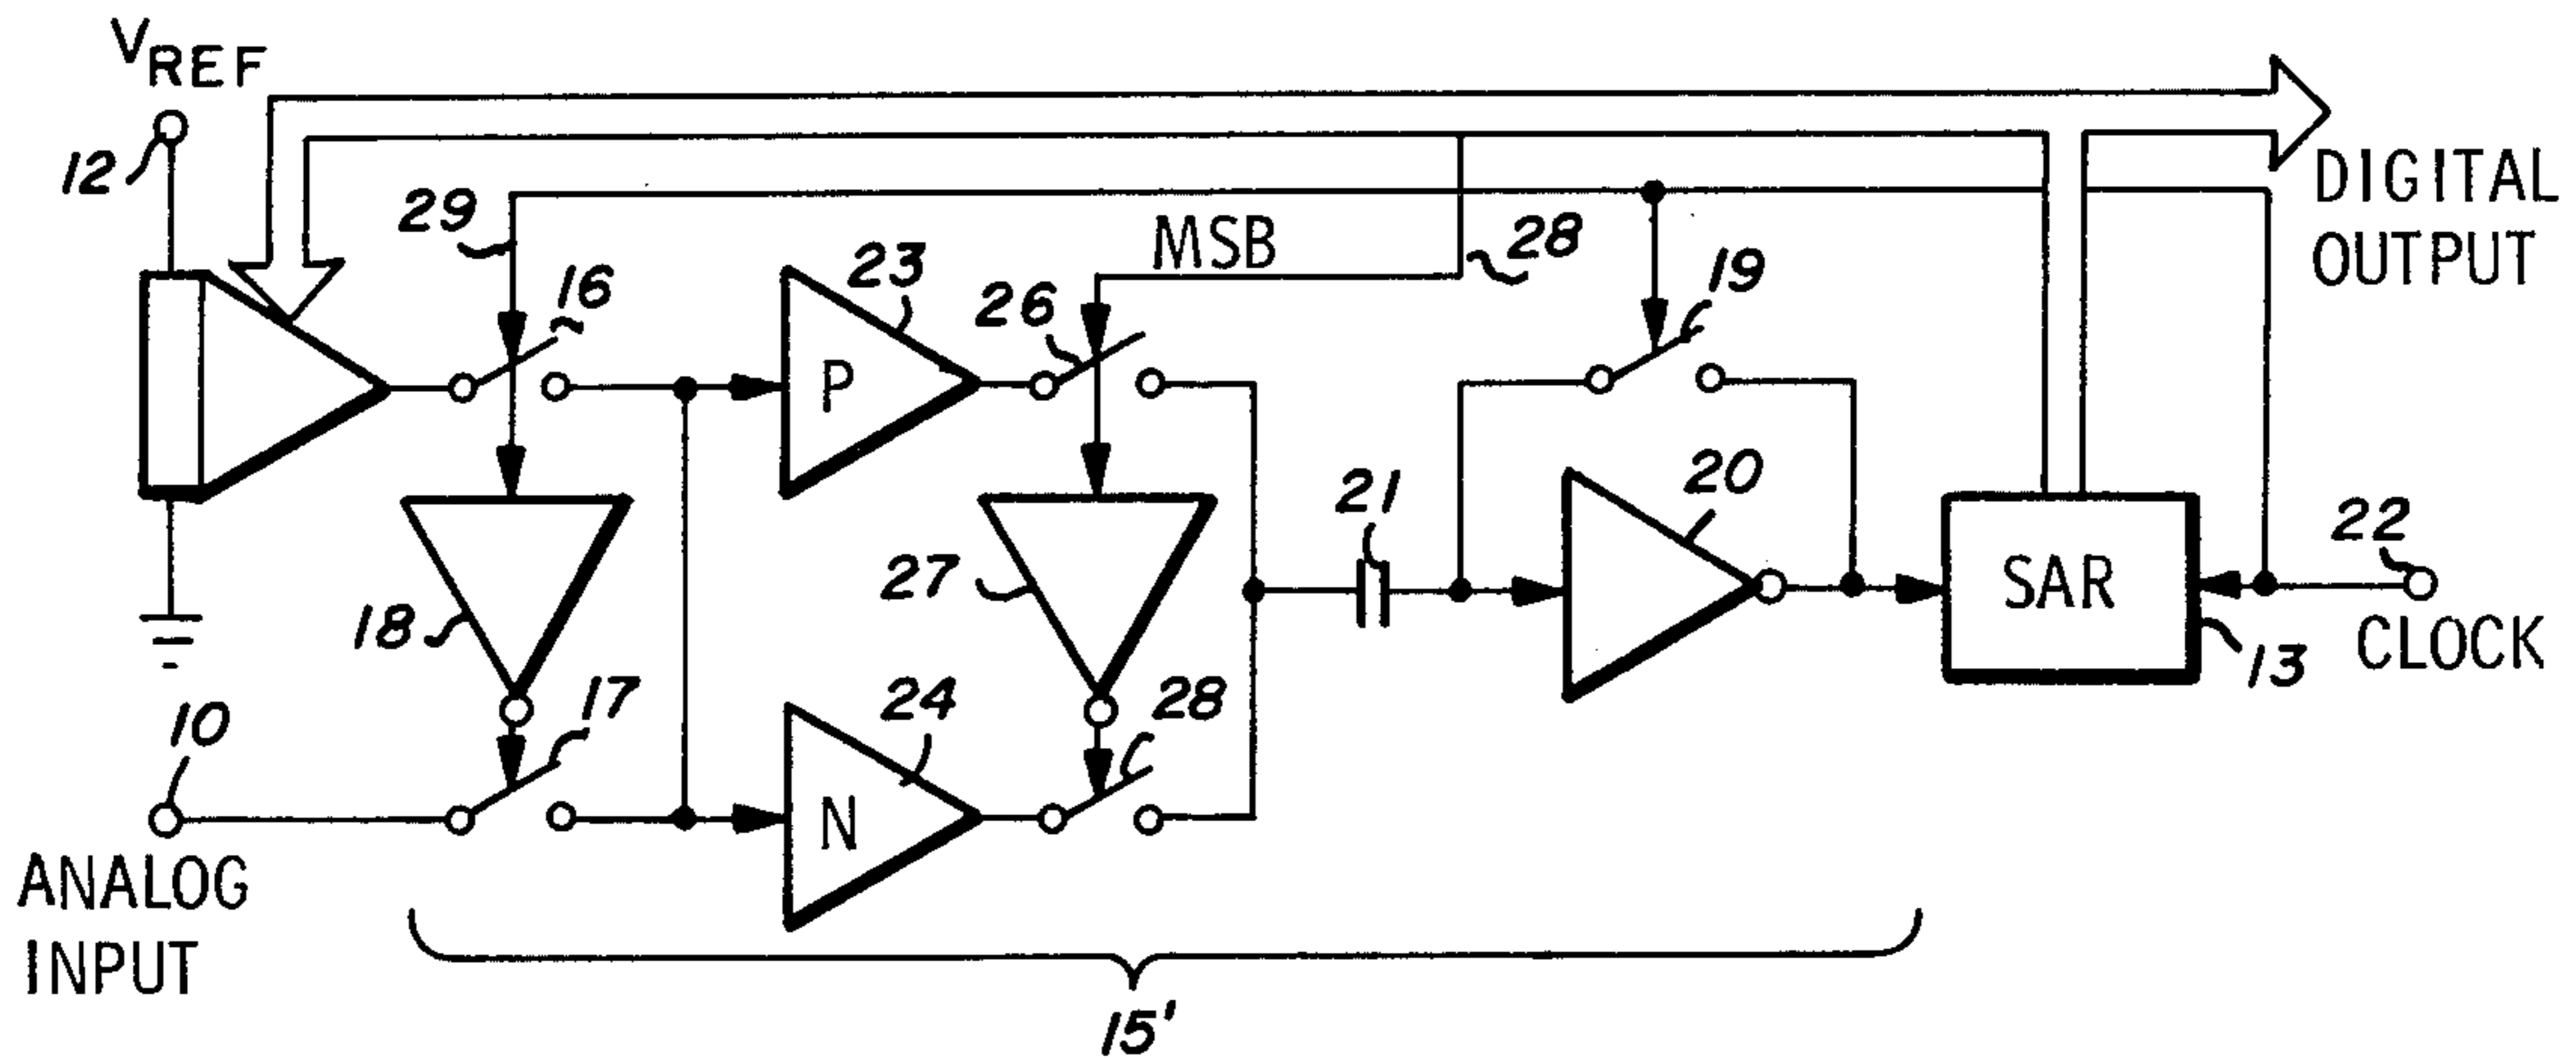 VREF
12
29
16
23
P
MSB
26
28
19
DIGITAL
OUTPUT
18
17
27
28
21
20
SAR
13
22
CLOCK
10
ANALOG
INPUT
24
N
15'